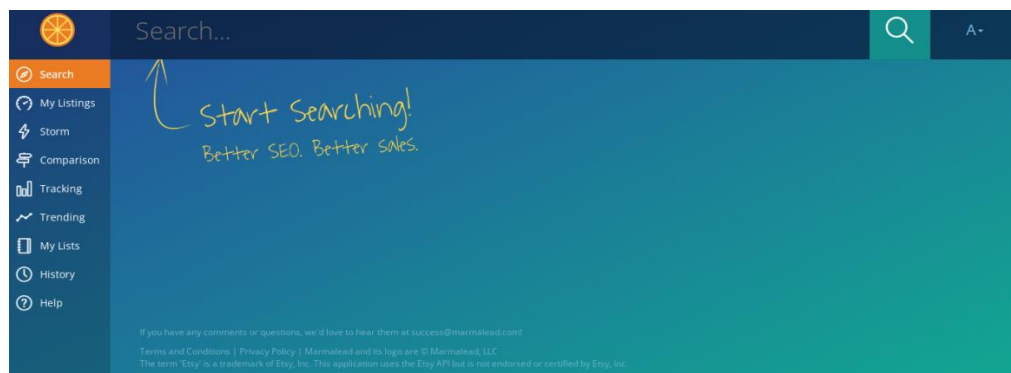 Search...
A
Search
My Listings
Storm
Comparison
Tracking
Trending
My Lists
History
Help
Start Searching!
Better SEO. Better sales.
If you have any comments or questions, we'd love to hear them at success@marmalead.com!
Terms and Conditions | Privacy Policy | Marmalead and its logo are © Marmalead, LLC
The term 'Etsy' is a trademark of Etsy, Inc. This application uses the Etsy API but is not endorsed or certified by Etsy, Inc.